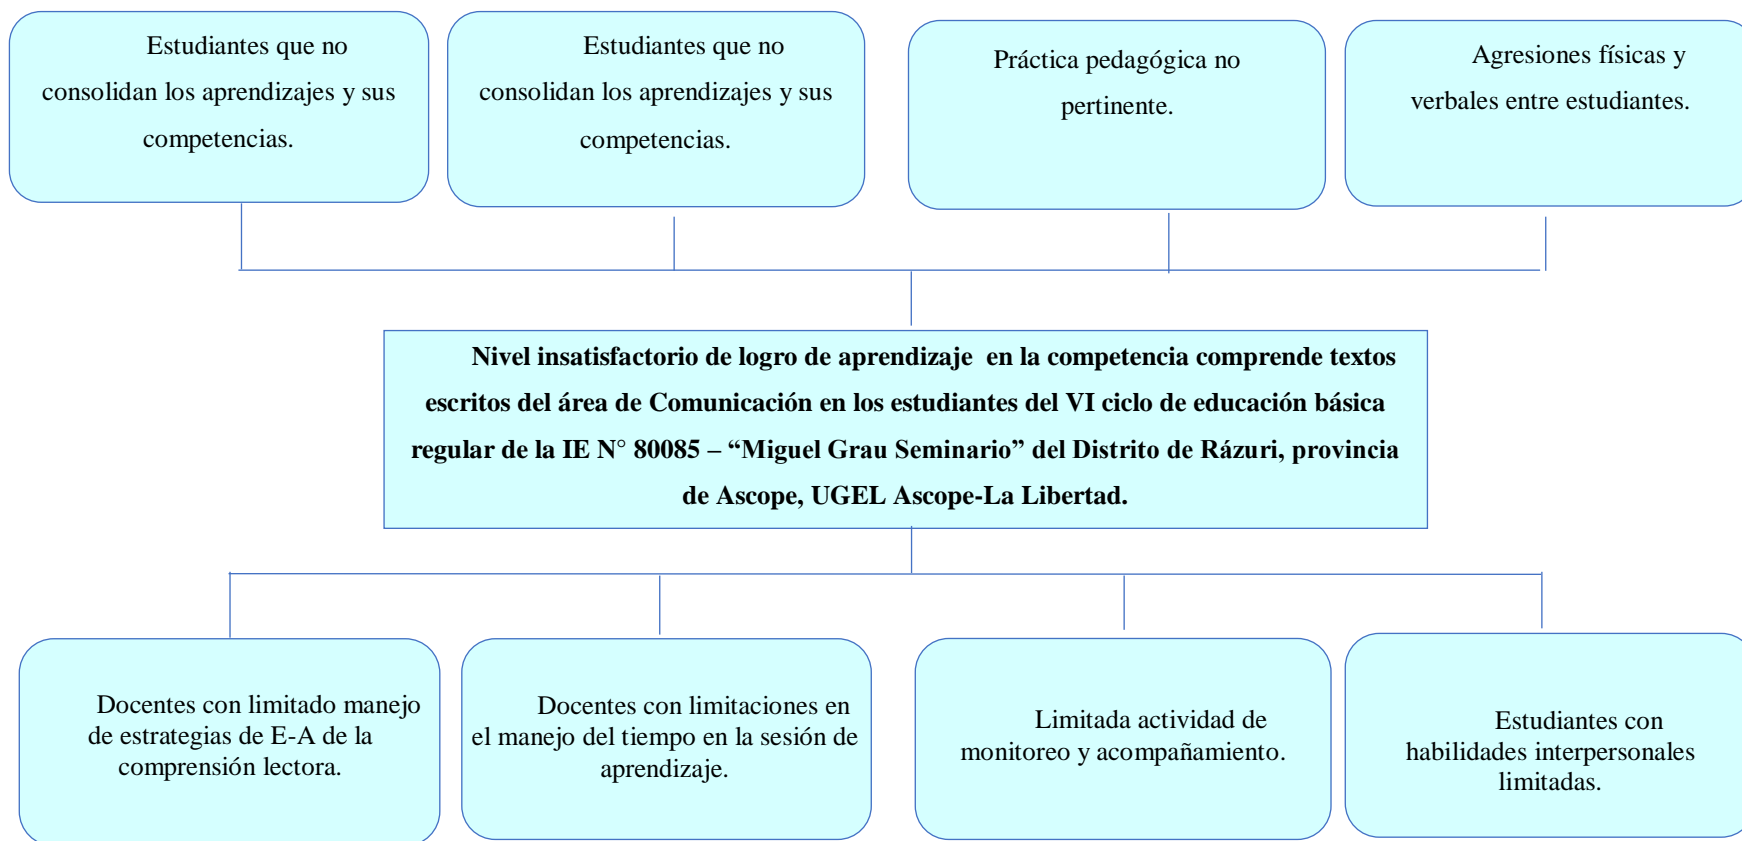 Estudiantes que no
consolidan los aprendizajes y sus
competencias.
Estudiantes que no
consolidan los aprendizajes y sus
competencias.
Práctica pedagógica no
pertinente.
Agresiones físicas y
verbales entre estudiantes.
Nivel insatisfactorio de logro de aprendizaje en la competencia comprende textos
escritos del área de Comunicación en los estudiantes del VI ciclo de educación básica
regular de la IE N° 80085 – “Miguel Grau Seminario” del Distrito de Rázuri, provincia
de Ascope, UGEL Ascope-La Libertad.
Docentes con limitado manejo
de estrategias de E-A de la
comprensión lectora.
Docentes con limitaciones en
el manejo del tiempo en la sesión de
aprendizaje.
Limitada actividad de
monitoreo y acompañamiento.
Estudiantes con
habilidades interpersonales
limitadas.